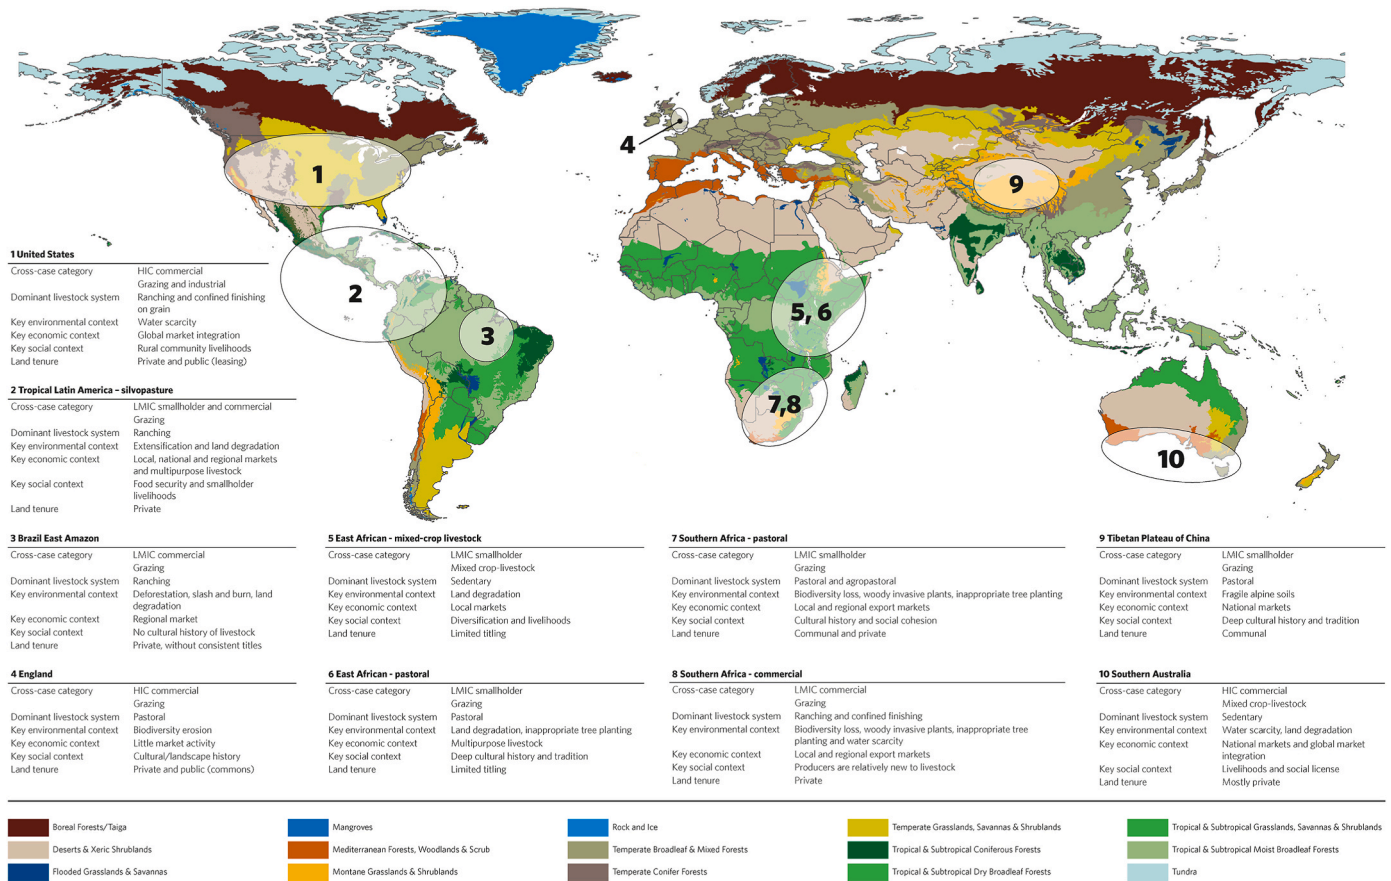 4
1
9
2
3
5, 6
7,8
10
1 United States
Cross-case category HIC commercial
Grazing and industrial
Dominant livestock system Ranching and confined finishing
on grain
Key environmental context Water scarcity
Key economic context Global market integration
Key social context Rural community livelihoods
Land tenure Private and public (leasing)
2 Tropical Latin America – silvopasture
Cross-case category LMIC smallholder and commercial
Grazing
Dominant livestock system Ranching
Key environmental context Extensification and land degradation
Key economic context Local, national and regional markets
and multipurpose livestock
Key social context Food security and smallholder
livelihoods
Land tenure Private
3 Brazil East Amazon
Cross-case category LMIC commercial
Grazing
Dominant livestock system Ranching
Key environmental context Deforestation, slash and burn, land
degradation
Key economic context Regional market
Key social context No cultural history of livestock
Land tenure Private, without consistent titles
4 England
Cross-case category HIC commercial
Grazing
Dominant livestock system Pastoral
Key environmental context Biodiversity erosion
Key economic context Little market activity
Key social context Cultural/landscape history
Land tenure Private and public (commons)
5 East African - mixed-crop livestock
Cross-case category LMIC smallholder
Mixed crop-livestock
Dominant livestock system Sedentary
Key environmental context Land degradation
Key economic context Local markets
Key social context Diversification and livelihoods
Land tenure Limited titling
6 East African - pastoral
Cross-case category LMIC smallholder
Grazing
Dominant livestock system Pastoral
Key environmental context Land degradation, inappropriate tree planting
Key economic context Multipurpose livestock
Key social context Deep cultural history and tradition
Land tenure Limited titling
7 Southern Africa - pastoral
Cross-case category LMIC smallholder
Grazing
Dominant livestock system Pastoral and agropastoral
Key environmental context Biodiversity loss, woody invasive plants, inappropriate tree planting
Key economic context Local and regional export markets
Key social context Cultural history and social cohesion
Land tenure Communal and private
8 Southern Africa - commercial
Cross-case category LMIC commercial
Grazing
Dominant livestock system Ranching and confined finishing
Key environmental context Biodiversity loss, woody invasive plants, inappropriate tree
planting and water scarcity
Key economic context Local and regional export markets
Key social context Producers are relatively new to livestock
Land tenure Private
9 Tibetan Plateau of China
Cross-case category LMIC smallholder
Grazing
Dominant livestock system Pastoral
Key environmental context Fragile alpine soils
Key economic context National markets
Key social context Deep cultural history and tradition
Land tenure Communal
10 Southern Australia
Cross-case category HIC commercial
Mixed crop-livestock
Dominant livestock system Sedentary
Key environmental context Water scarcity, land degradation
Key economic context National markets and global market
integration
Key social context Livelihoods and social license
Land tenure Mostly private
Boreal Forests/Taiga
Deserts & Xeric Shrublands
Flooded Grasslands & Savannas
Mangroves
Mediterranean Forests, Woodlands & Scrub
Montane Grasslands & Shrublands
Rock and Ice
Temperate Broadleaf & Mixed Forests
Temperate Conifer Forests
Temperate Grasslands, Savannas & Shrublands
Tropical & Subtropical Coniferous Forests
Tropical & Subtropical Dry Broadleaf Forests
Tropical & Subtropical Grasslands, Savannas & Shrublands
Tropical & Subtropical Moist Broadleaf Forests
Tundra